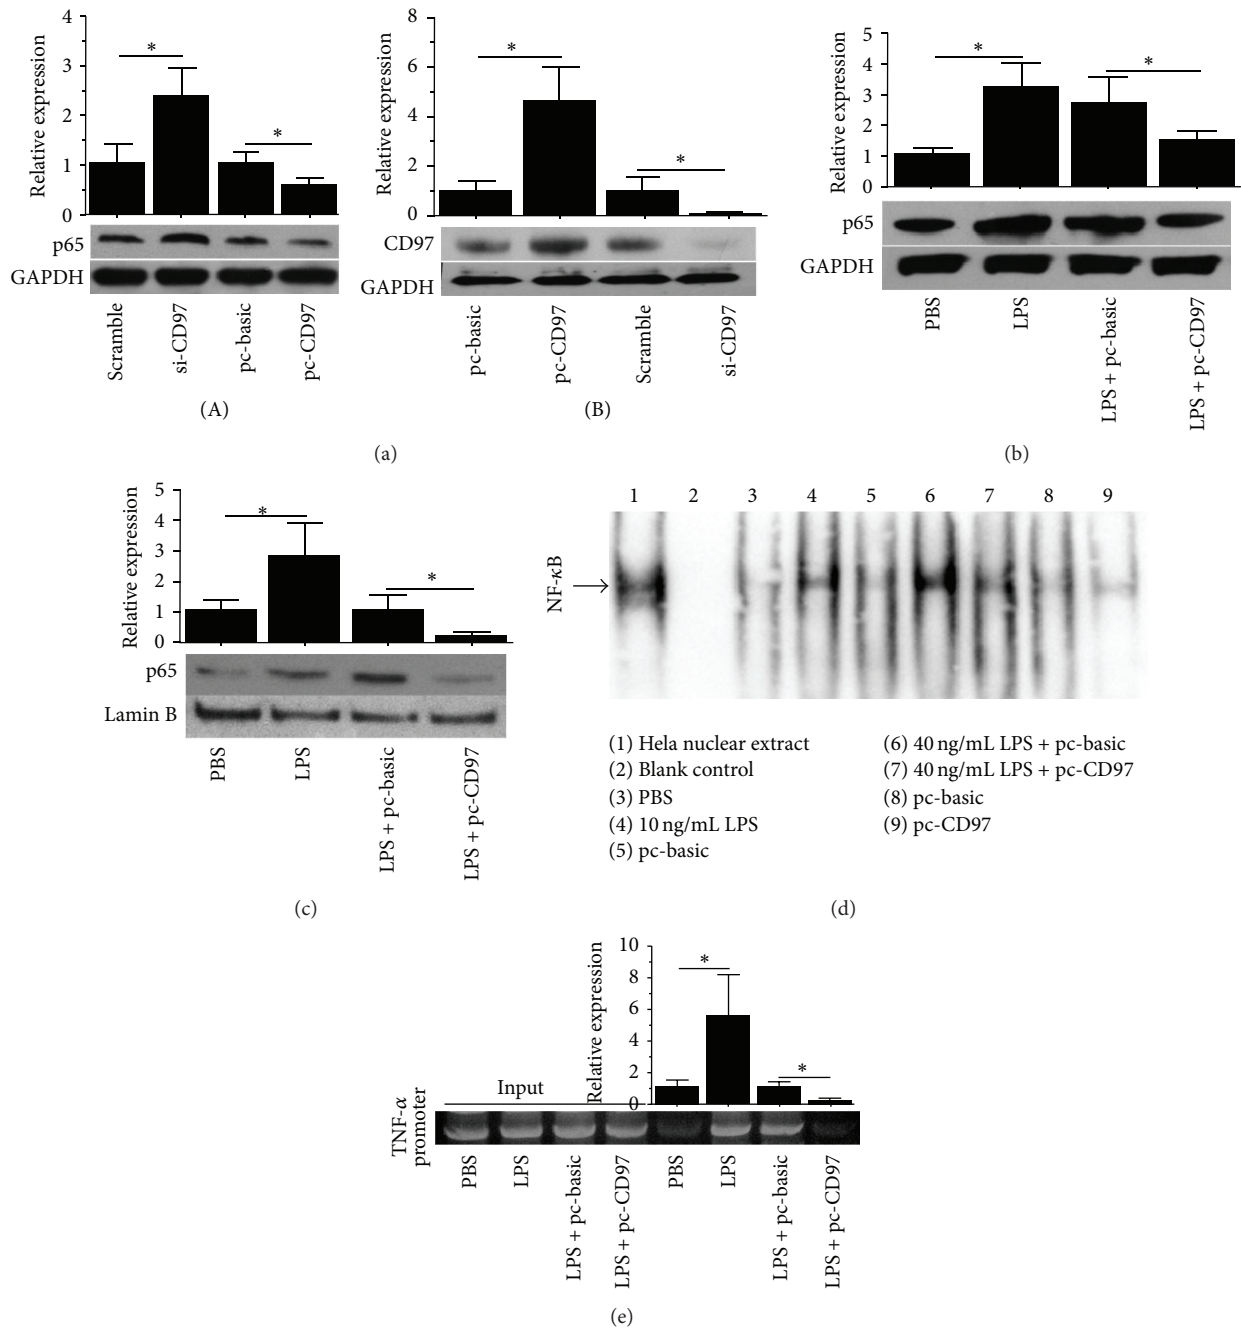 4
3
2
1
0
Relative expression
*
*
p65
GAPDH
Scramble
si-CD97
pc-basic
pc-CD97
(A)
8
6
4
2
0
Relative expression
*
*
CD97
GAPDH
pc-basic
pc-CD97
Scramble
si-CD97
(B)
(a)
5
4
3
2
1
0
Relative expression
*
*
p65
GAPDH
PBS
LPS
LPS + pc-basic
LPS + pc-CD97
(b)
5
4
3
2
1
0
Relative expression
*
*
p65
Lamin B
PBS
LPS
LPS + pc-basic
LPS + pc-CD97
(c)
1 2 3 4 5 6 7 8 9
NF-κB
(1) Hela nuclear extract
(2) Blank control
(3) PBS
(4) 10 ng/mL LPS
(5) pc-basic
(6) 40 ng/mL LPS + pc-basic
(7) 40 ng/mL LPS + pc-CD97
(8) pc-basic
(9) pc-CD97
(d)
10
8
6
4
2
0
Relative expression
*
*
Input
TNF-α
promoter
PBS
LPS
LPS + pc-basic
LPS + pc-CD97
PBS
LPS
LPS + pc-basic
LPS + pc-CD97
(e)